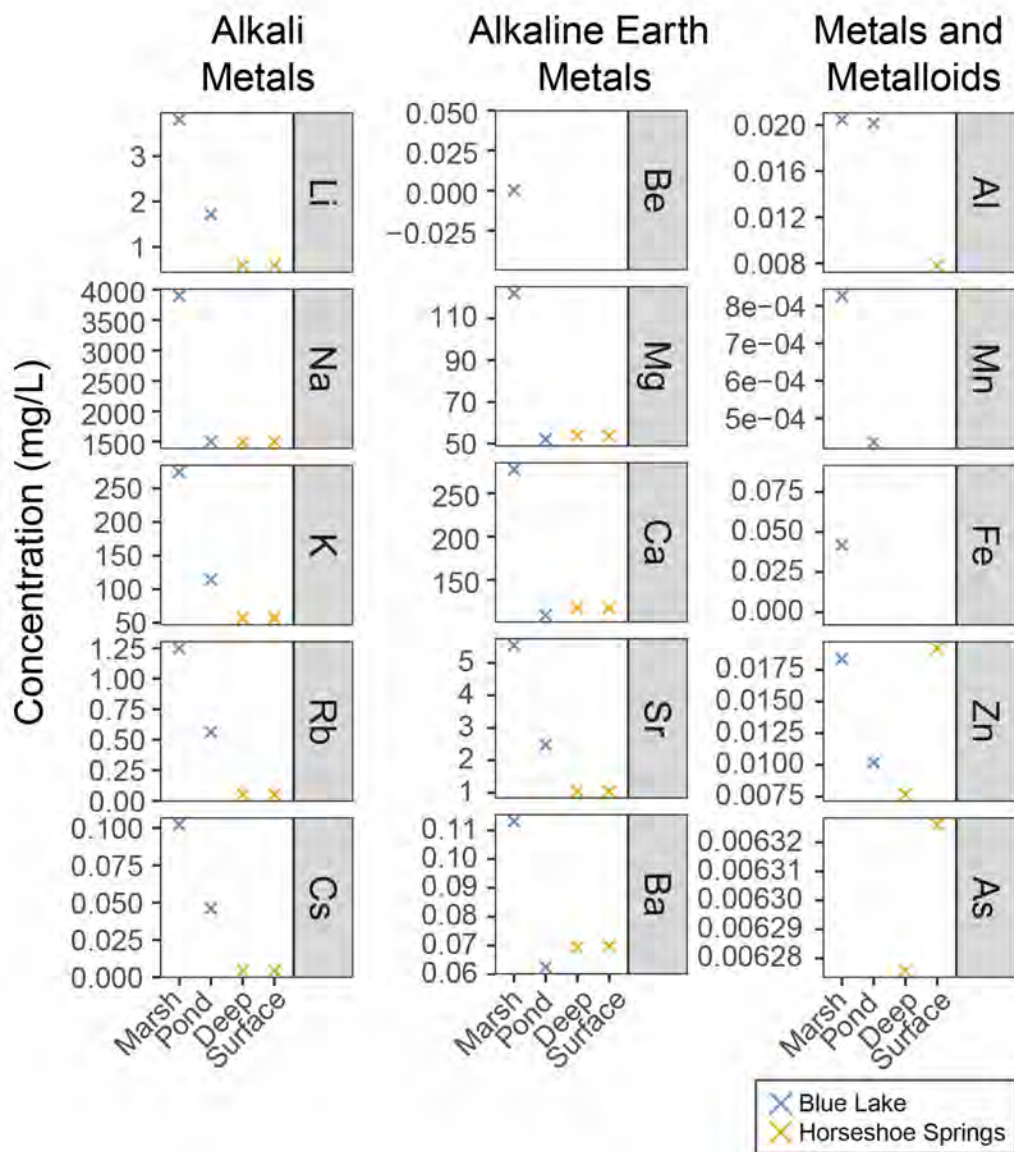 Alkali
Metals
Alkaline Earth
Metals
Metals and
Metalloids
Concentration (mg/L)
3
2
1
Li
0.050
0.025
0.000
−0.025
Be
0.020
0.016
0.012
0.008
Al
4000
3500
3000
2500
2000
1500
Na
110
90
70
50
Mg
8e−04
7e−04
6e−04
5e−04
Mn
250
200
150
100
50
K
250
200
150
Ca
0.075
0.050
0.025
0.000
Fe
1.25
1.00
0.75
0.50
0.25
0.00
Rb
5
4
3
2
1
Sr
0.0175
0.0150
0.0125
0.0100
0.0075
Zn
0.100
0.075
0.050
0.025
0.000
Cs
0.11
0.10
0.09
0.08
0.07
0.06
Ba
0.00632
0.00631
0.00630
0.00629
0.00628
As
Marsh
Pond
Deep
Surface
Marsh
Pond
Deep
Surface
Marsh
Pond
Deep
Surface
Blue Lake
Horseshoe Springs